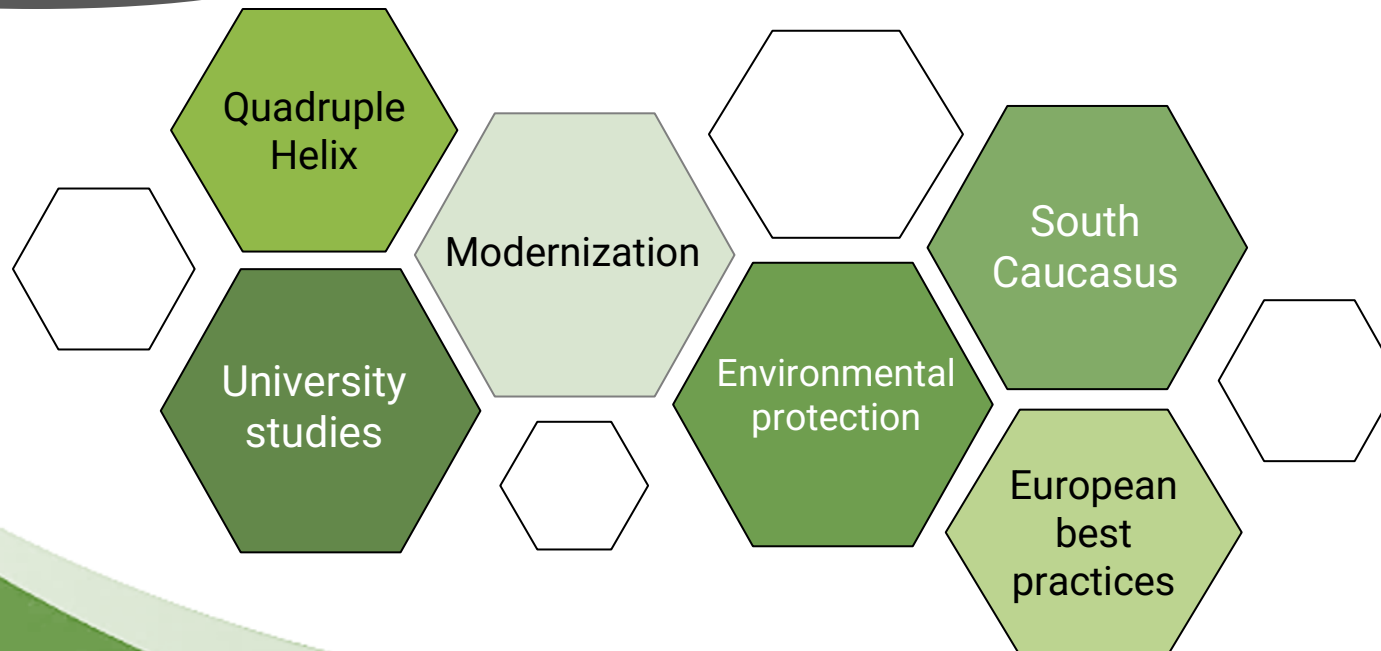 Quadruple
Helix
Modernization
South
Caucasus
University
studies
Environmental
protection
European
best
practices